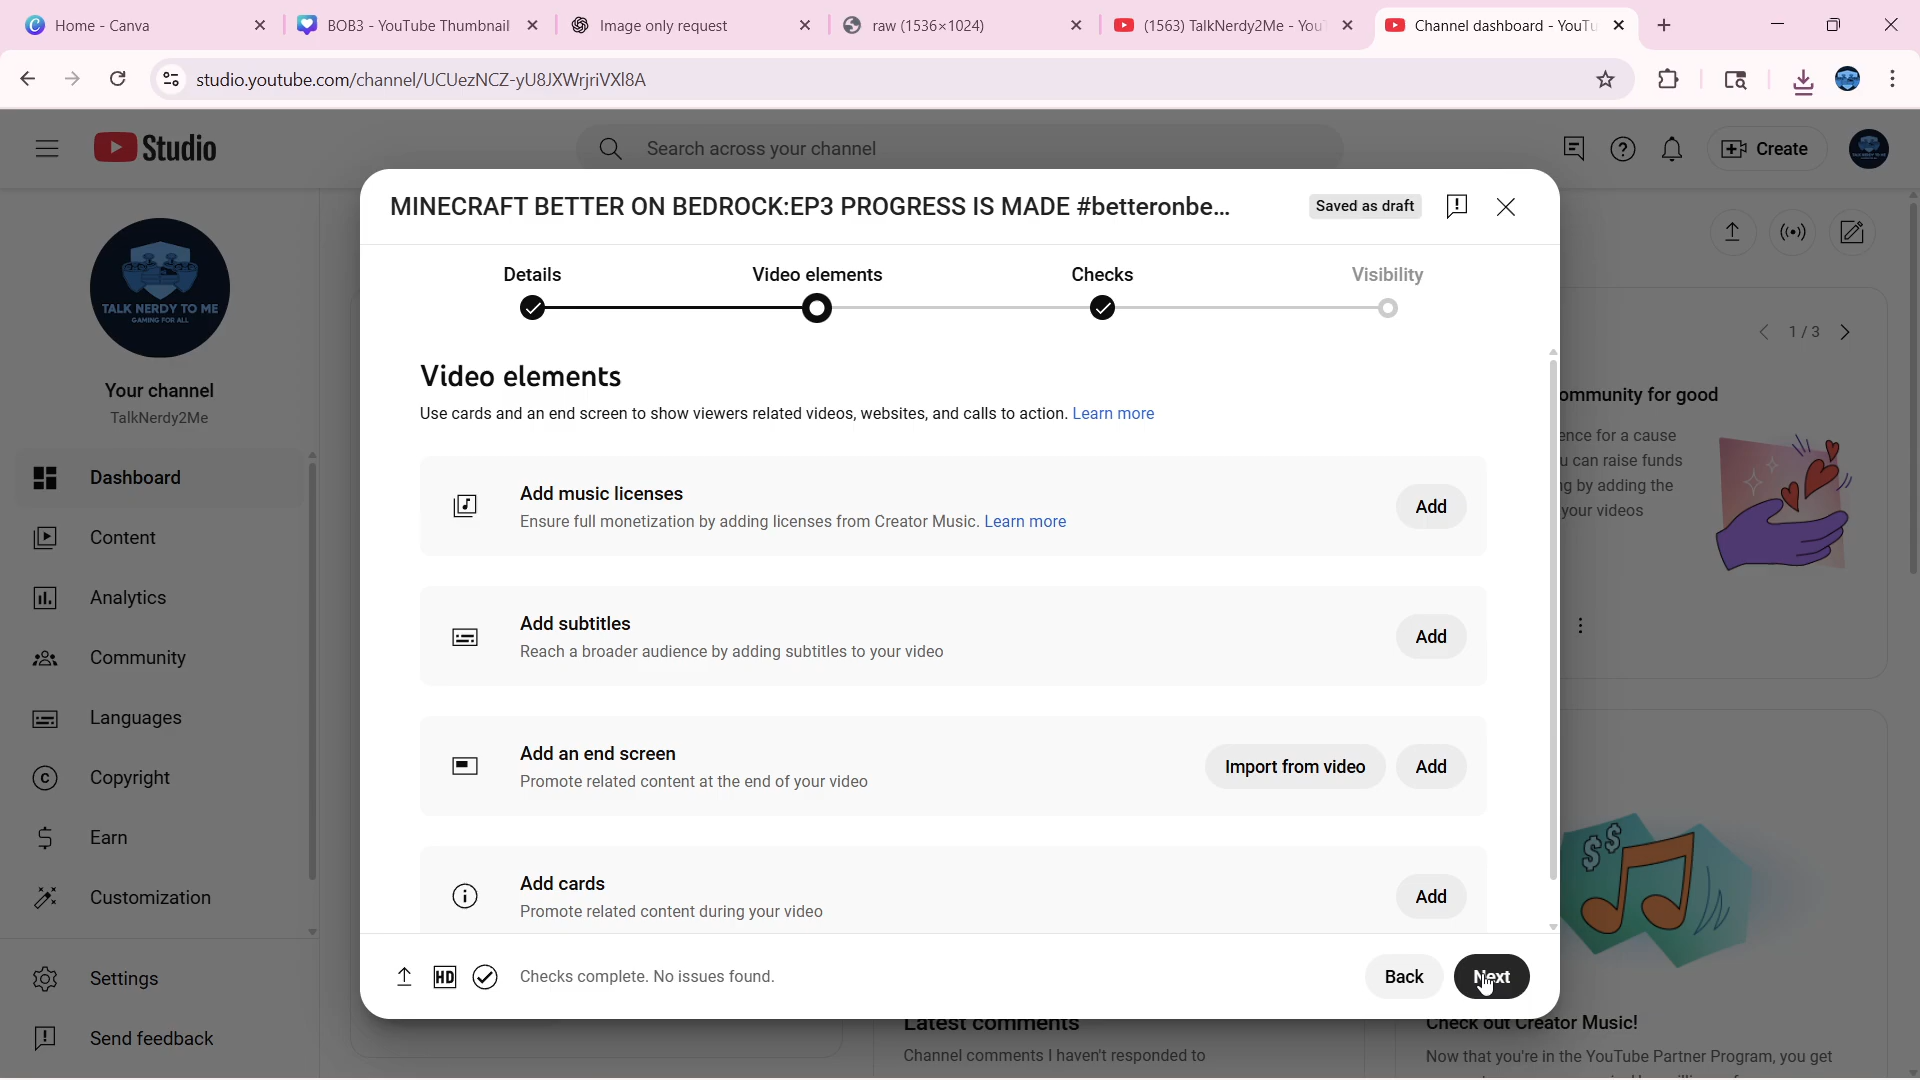 Home - Canva
BOB3 - YouTube Thumbnail
Image only request
raw (1536×1024)
(1563) TalkNerdy2Me - You
Channel dashboard - YouTu
studio.youtube.com/channel/UCUezNCZ-yU8JXWrjriVXl8A
Studio
Search across your channel
Create
TALK NERDY TO ME
GAMING FOR ALL
Your channel
TalkNerdy2Me
Dashboard
Content
Analytics
Community
Languages
Copyright
Earn
Customization
Settings
Send feedback
MINECRAFT BETTER ON BEDROCK:EP3 PROGRESS IS MADE #betteronbe...
Saved as draft
Details
Video elements
Checks
Visibility
Video elements
Use cards and an end screen to show viewers related videos, websites, and calls to action. Learn more
Add music licenses
Ensure full monetization by adding licenses from Creator Music. Learn more
Add
Add subtitles
Reach a broader audience by adding subtitles to your video
Add
Add an end screen
Promote related content at the end of your video
Import from video
Add
Add cards
Promote related content during your video
Add
HD
Checks complete. No issues found.
Back
Next
1 / 3
ommunity for good
ence for a cause
u can raise funds
ng by adding the
your videos
$$
Latest comments
Channel comments I haven't responded to
Check out Creator Music!
Now that you're in the YouTube Partner Program, you get